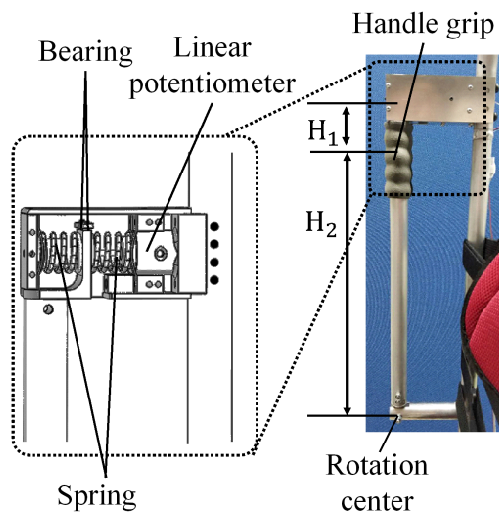 Bearing
Linear
potentiometer
Handle grip
H₁
H₂
Spring
Rotation
center